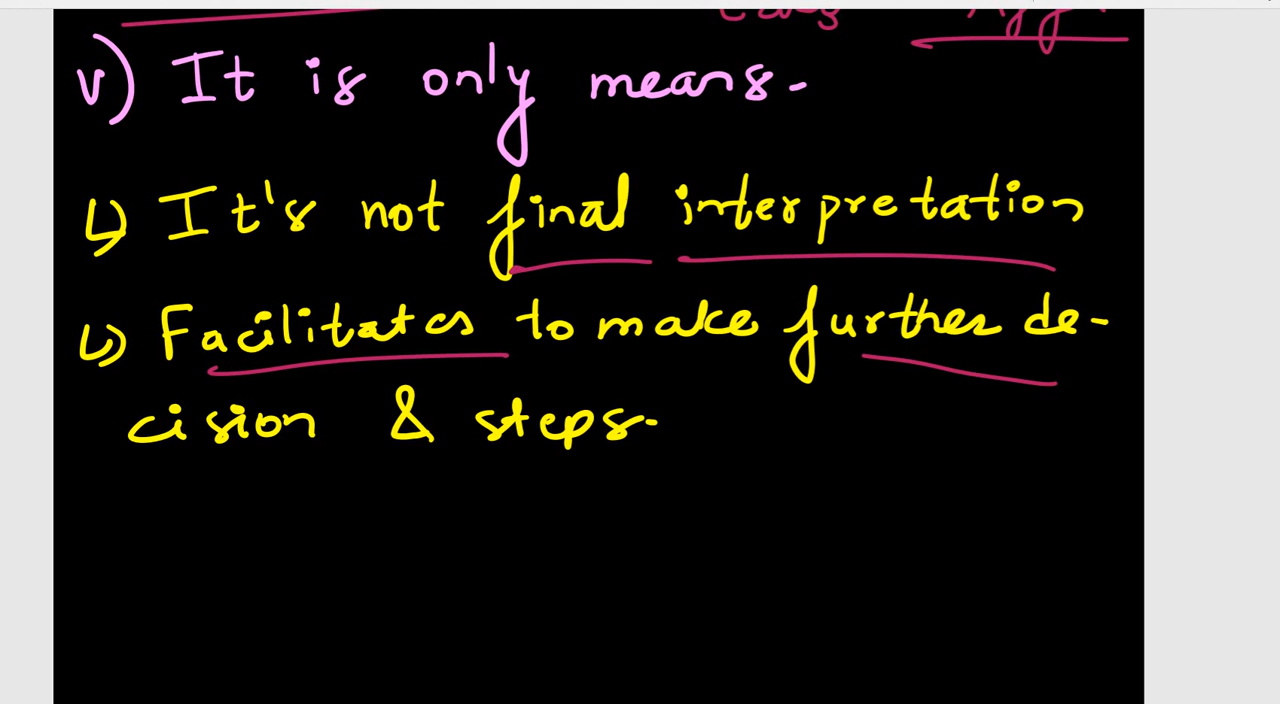 v) It is only means.
↳ It's not final interpretation
↳ Facilitates to make further de-
cision & steps.